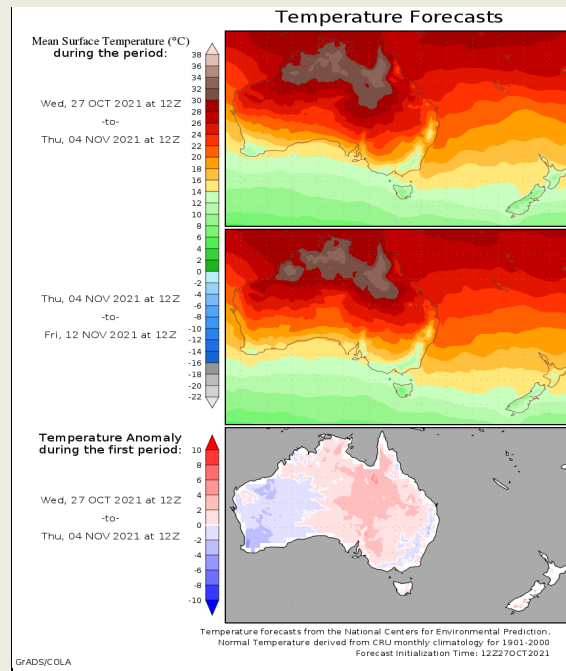 Temperature Forecasts
Mean Surface Temperature (°C)
during the period:
Wed, 27 OCT 2021 at 12Z
-to-
Thu, 04 NOV 2021 at 12Z
38
36
34
32
30
28
26
24
22
20
18
16
14
12
10
8
6
4
2
0
-2
-4
-6
-8
-10
-12
-14
-16
-18
-20
-22
Thu, 04 NOV 2021 at 12Z
-to-
Fri, 12 NOV 2021 at 12Z
Temperature Anomaly
during the first period:
Wed, 27 OCT 2021 at 12Z
-to-
Thu, 04 NOV 2021 at 12Z
10
8
6
4
2
0
-2
-4
-6
-8
-10
Temperature forecasts from the National Centers for Environmental Prediction.
Normal Temperature derived from CRU monthly climatology for 1901-2000
Forecast Initialization Time: 12Z27OCT2021
GrADS/COLA